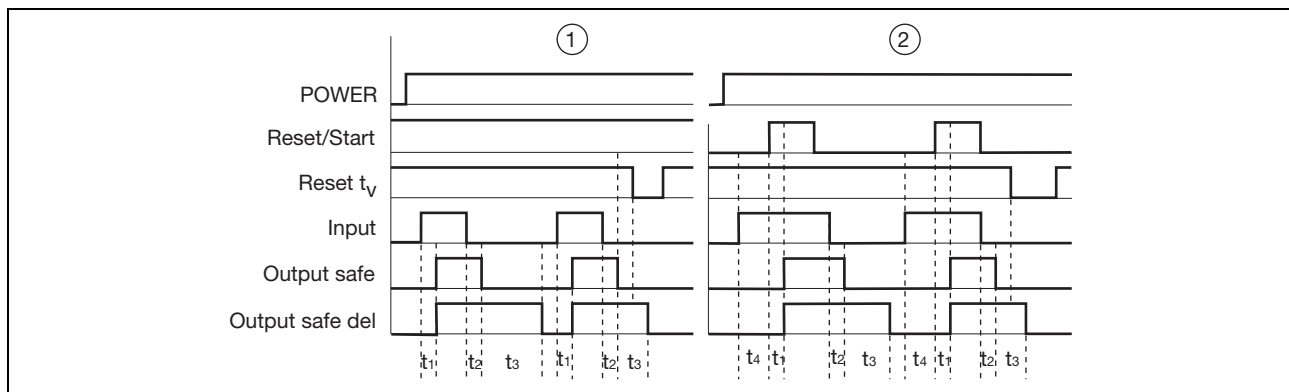 ① ②
POWER
Reset/Start
Reset tv
Input
Output safe
Output safe del
t1 t2 t3 t1 t2 t3 t4 t1 t2 t3 t4 t1 t2 t3